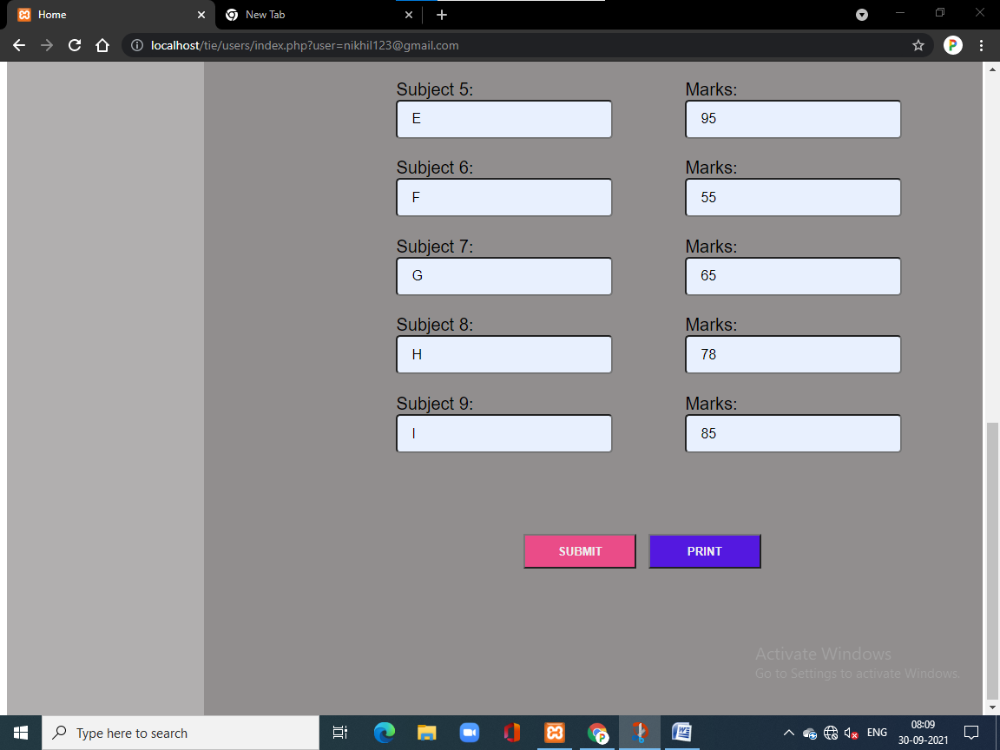 Home
New Tab
localhost/tie/users/index.php?user=nikhil123@gmail.com
P
Subject 5: Marks:
E 95
Subject 6: Marks:
F 55
Subject 7: Marks:
G 65
Subject 8: Marks:
H 78
Subject 9: Marks:
I 85
SUBMIT PRINT
Activate Windows
Go to Settings to activate Windows.
Type here to search
P
W
ENG
08:09
30-09-2021